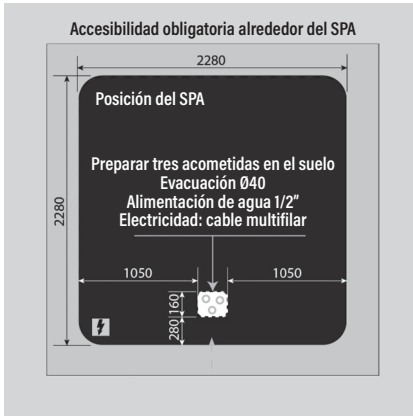 Accesibilidad obligatoria alrededor del SPA
2280
Posición del SPA
Preparar tres acometidas en el suelo
Evacuación Ø40
Alimentación de agua 1/2”
Electricidad: cable multifilar
2280
1050
1050
160
280